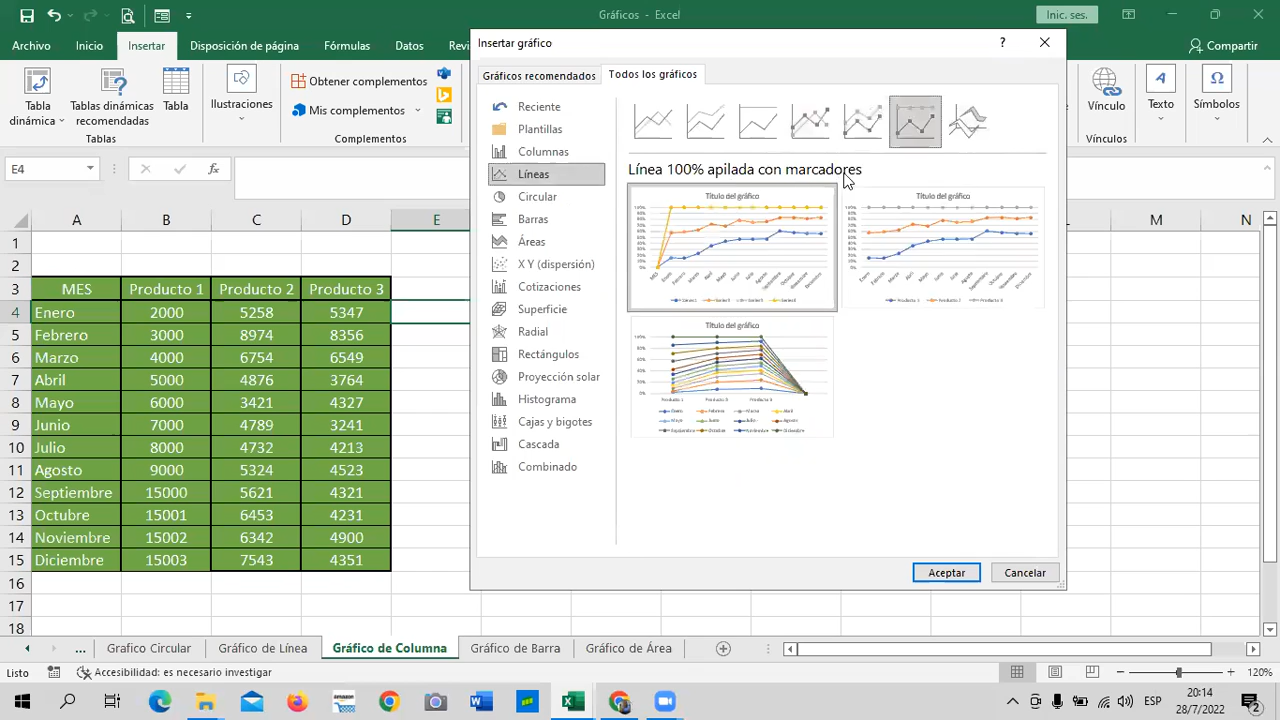 Gráficos - Excel
Inic. ses.
Archivo Inicio Insertar Disposición de página Fórmulas Datos Revi
Compartir
Tabla dinámica
Tablas dinámicas recomendadas
Tabla
Tablas
Ilustraciones
Obtener complementos
Mis complementos
Complementos
Vínculo
Vínculos
Texto
Símbolos
E4
fx
A B C D E M N
1
2
3 MES Producto 1 Producto 2 Producto 3
4 Enero 2000 1258 5347
5 Febrero 3000 8974 8356
6 Marzo 4000 6754 6549
7 Abril 5000 4876 3764
8 Mayo 6000 3421 4327
9 Junio 7000 4785 3241
10 Julio 8000 4732 4213
11 Agosto 9000 5324 4523
12 Septiembre 15000 5621 4321
13 Octubre 15001 6453 4231
14 Noviembre 15002 6342 4900
15 Diciembre 15003 7543 4351
16
17
18
Insertar gráfico
?
Gráficos recomendados Todos los gráficos
Reciente
Plantillas
Columnas
Líneas
Circular
Barras
Áreas
X Y (dispersión)
Cotizaciones
Superficie
Radial
Rectángulos
Proyección solar
Histograma
Cajas y bigotes
Cascada
Combinado
Línea 100% apilada con marcadores
Título del gráfico
Título del gráfico
Título del gráfico
Aceptar Cancelar
... Gráfico Circular Gráfico de Línea Gráfico de Columna Gráfico de Barra Gráfico de Área
Listo Accesibilidad: es necesario investigar
120%
ESP
20:14
28/7/2022
2